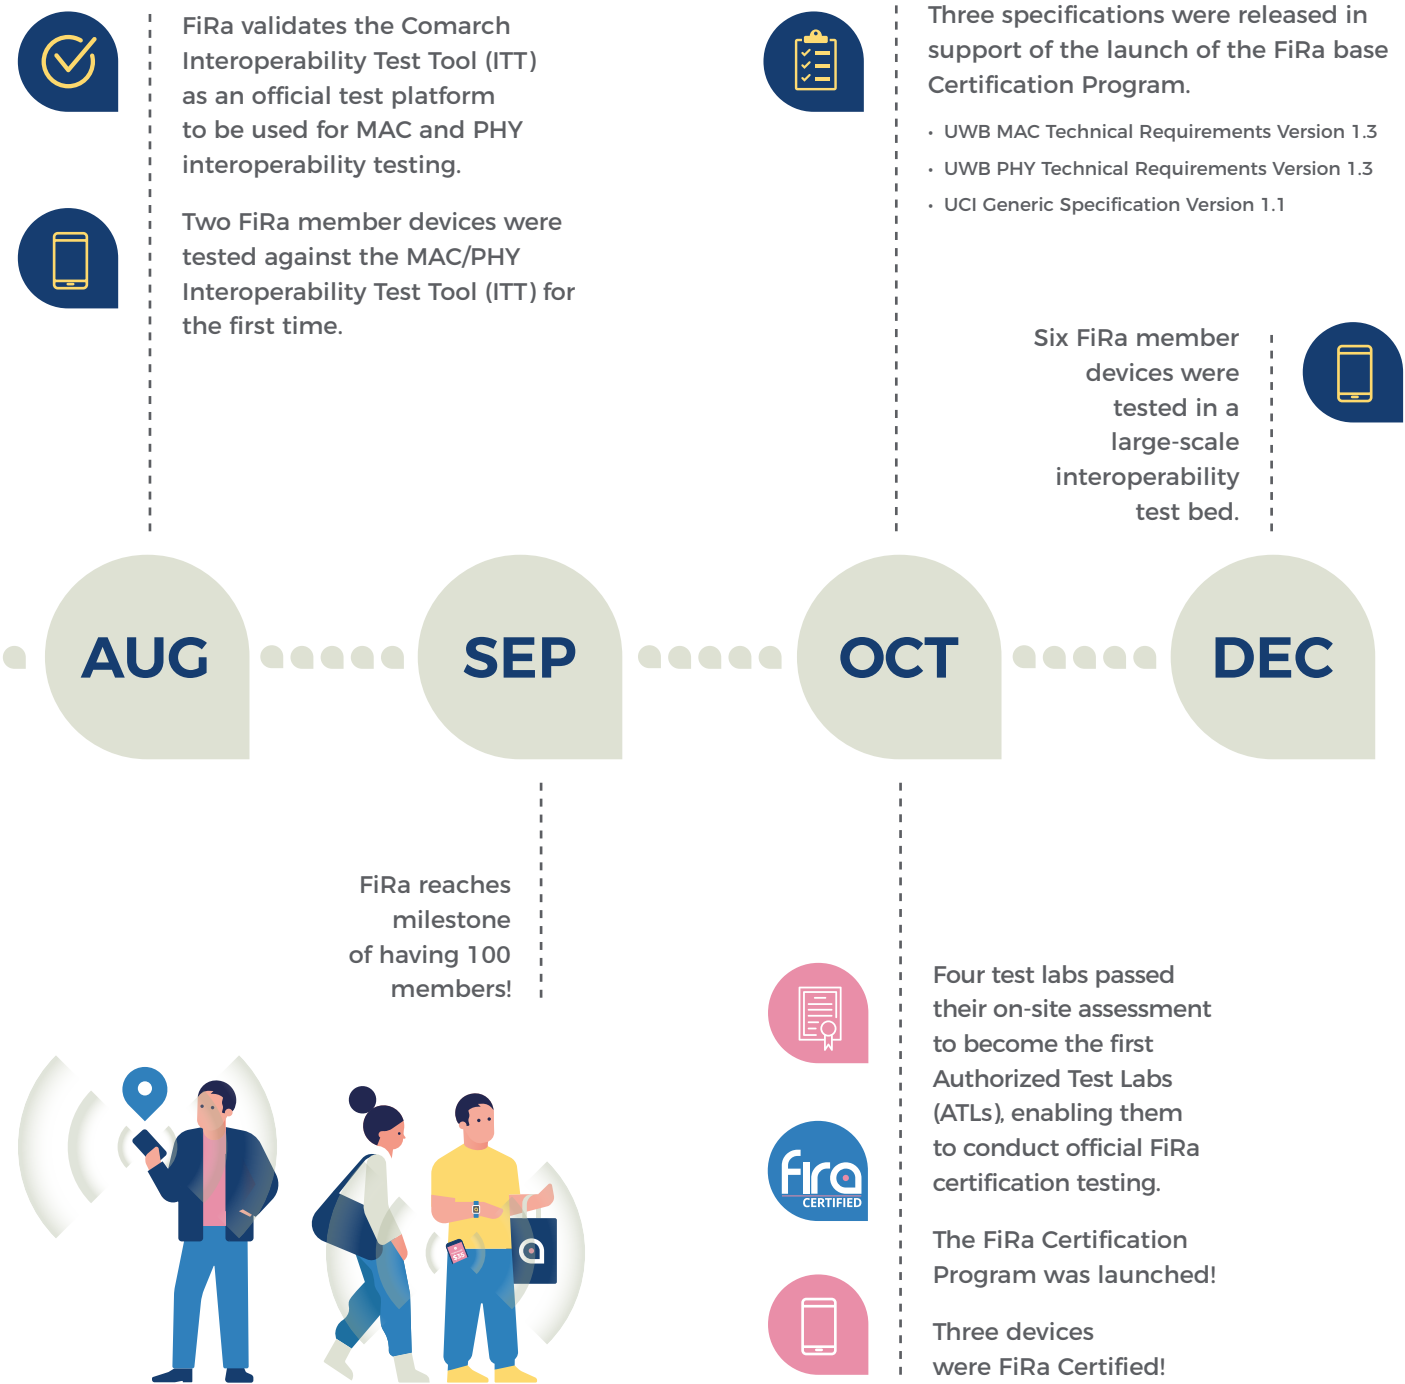 FiRa validates the Comarch
Interoperability Test Tool (ITT)
as an official test platform
to be used for MAC and PHY
interoperability testing.
Two FiRa member devices were
tested against the MAC/PHY
Interoperability Test Tool (ITT) for
the first time.
Three specifications were released in
support of the launch of the FiRa base
Certification Program.
• UWB MAC Technical Requirements Version 1.3
• UWB PHY Technical Requirements Version 1.3
• UCI Generic Specification Version 1.1
Six FiRa member
devices were
tested in a
large-scale
interoperability
test bed.
AUG
SEP
OCT
DEC
FiRa reaches
milestone
of having 100
members!
Four test labs passed
their on-site assessment
to become the first
Authorized Test Labs
(ATLs), enabling them
to conduct official FiRa
certification testing.
fira
CERTIFIED
The FiRa Certification
Program was launched!
Three devices
were FiRa Certified!
$35